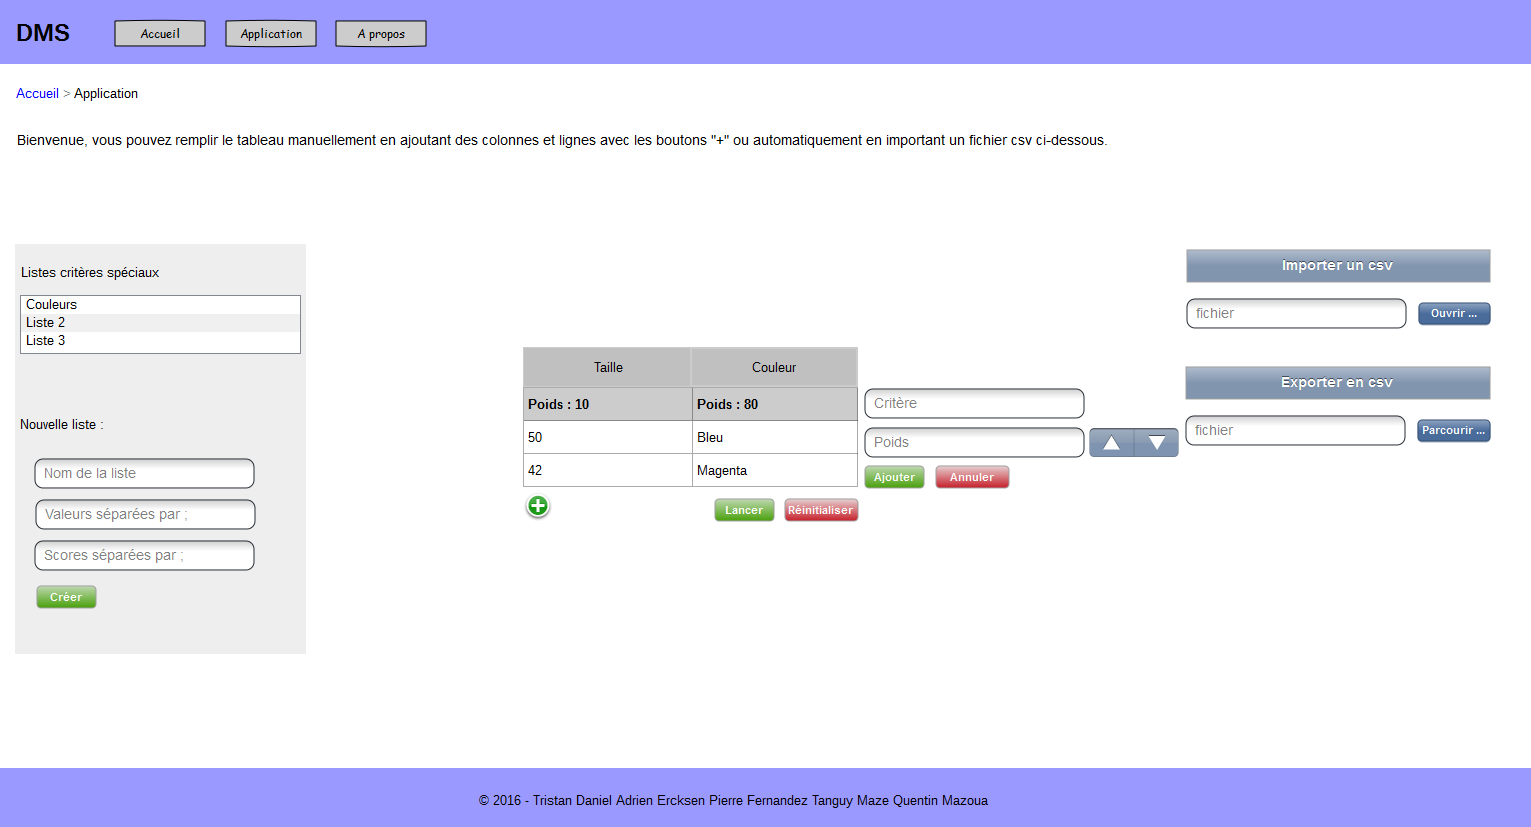 DMS
Accueil
Application
A propos
Accueil > Application
Bienvenue, vous pouvez remplir le tableau manuellement en ajoutant des colonnes et lignes avec les boutons "+" ou automatiquement en important un fichier csv ci-dessous.
Listes critères spéciaux
Couleurs
Liste 2
Liste 3
Nouvelle liste :
Nom de la liste
Valeurs séparées par ;
Scores séparées par ;
Créer
Taille Couleur
Poids : 10 Poids : 80
50 Bleu
42 Magenta
Lancer
Réinitialiser
Critère
Poids
Ajouter
Annuler
Importer un csv
fichier
Ouvrir ...
Exporter en csv
fichier
Parcourir ...
© 2016 - Tristan Daniel Adrien Ercksen Pierre Fernandez Tanguy Maze Quentin Mazoua